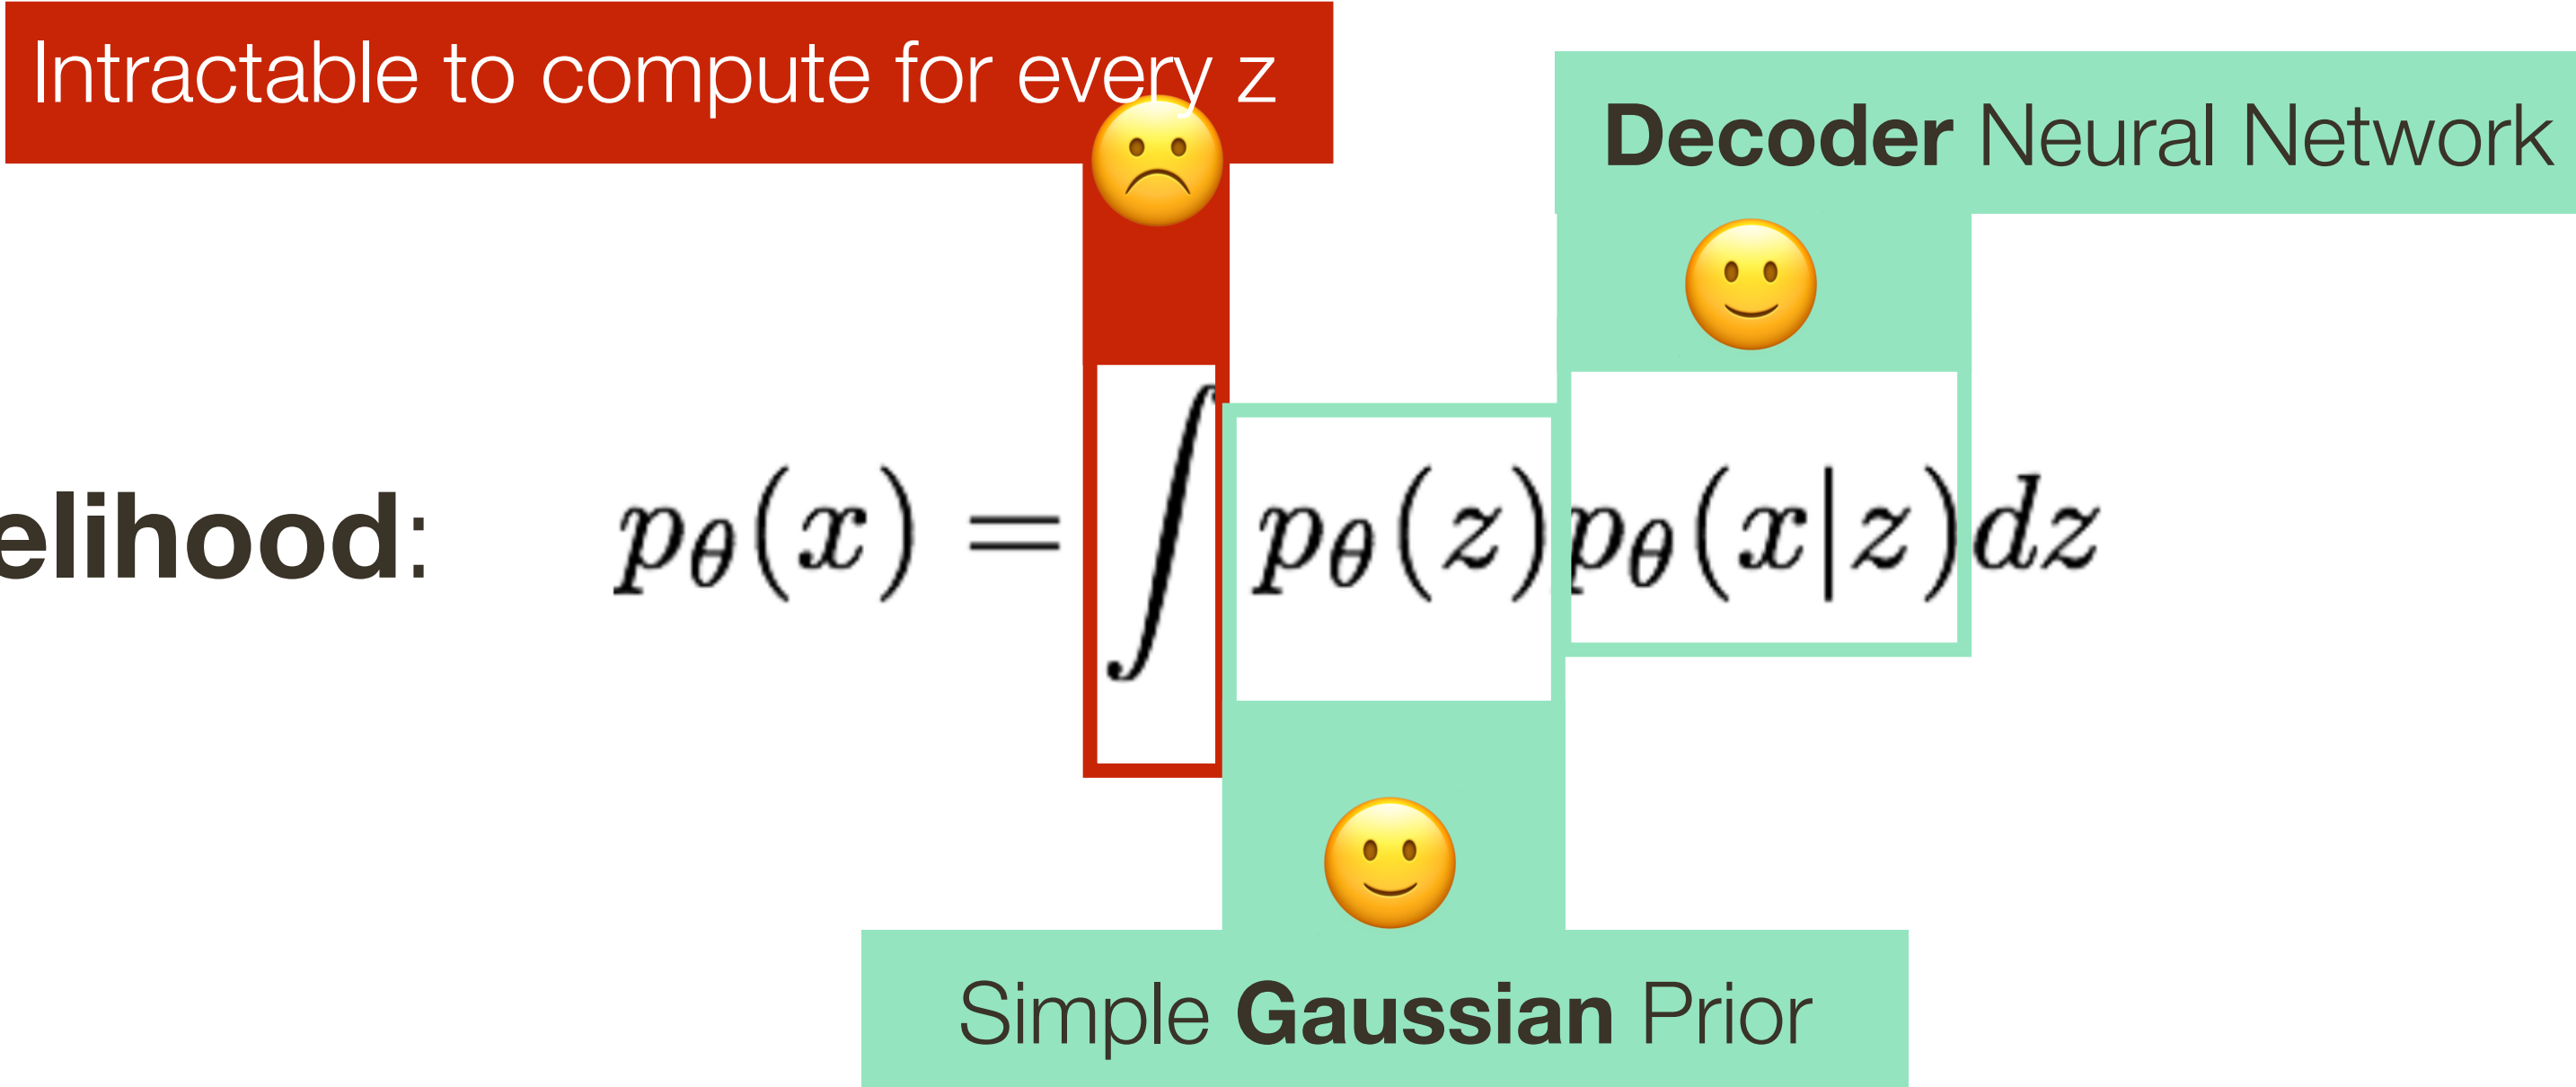 Intractable to compute for every z
Decoder Neural Network
elihood: pθ(x) = ∫ pθ(z)pθ(x|z)dz
Simple Gaussian Prior